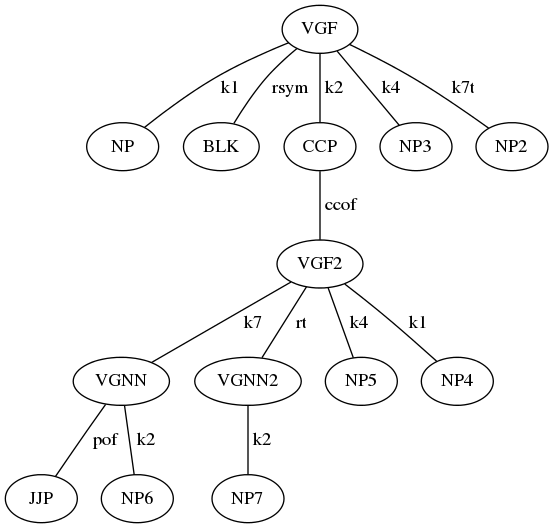 VGF
k1 rsym k2 k4 k7t
NP BLK CCP NP3 NP2
ccof
VGF2
k7 rt k4 k1
VGNN VGNN2 NP5 NP4
pof k2 k2
JJP NP6 NP7